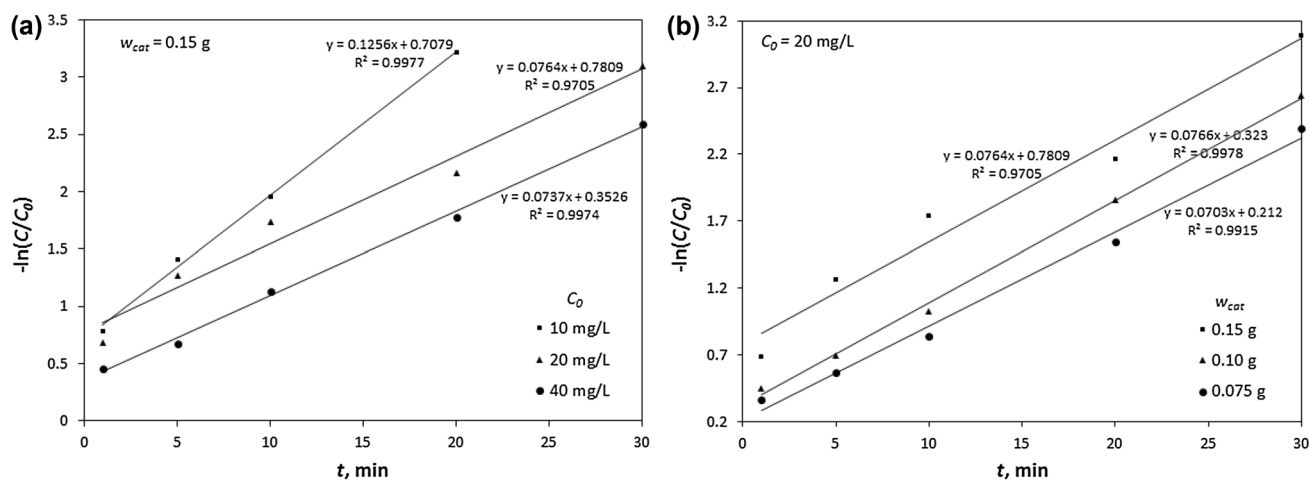 (a)
w_cat = 0.15 g
y = 0.1256x + 0.7079
R² = 0.9977
y = 0.0764x + 0.7809
R² = 0.9705
y = 0.0737x + 0.3526
R² = 0.9974
C₀
10 mg/L
20 mg/L
40 mg/L
3.5
3
2.5
2
1.5
1
0.5
0
0 5 10 15 20 25 30
-ln(C/C₀)
t, min
(b)
C₀ = 20 mg/L
y = 0.0766x + 0.323
R² = 0.9978
y = 0.0764x + 0.7809
R² = 0.9705
y = 0.0703x + 0.212
R² = 0.9915
w_cat
0.15 g
0.10 g
0.075 g
3.2
2.7
2.2
1.7
1.2
0.7
0.2
0 5 10 15 20 25 30
-ln(C/C₀)
t, min